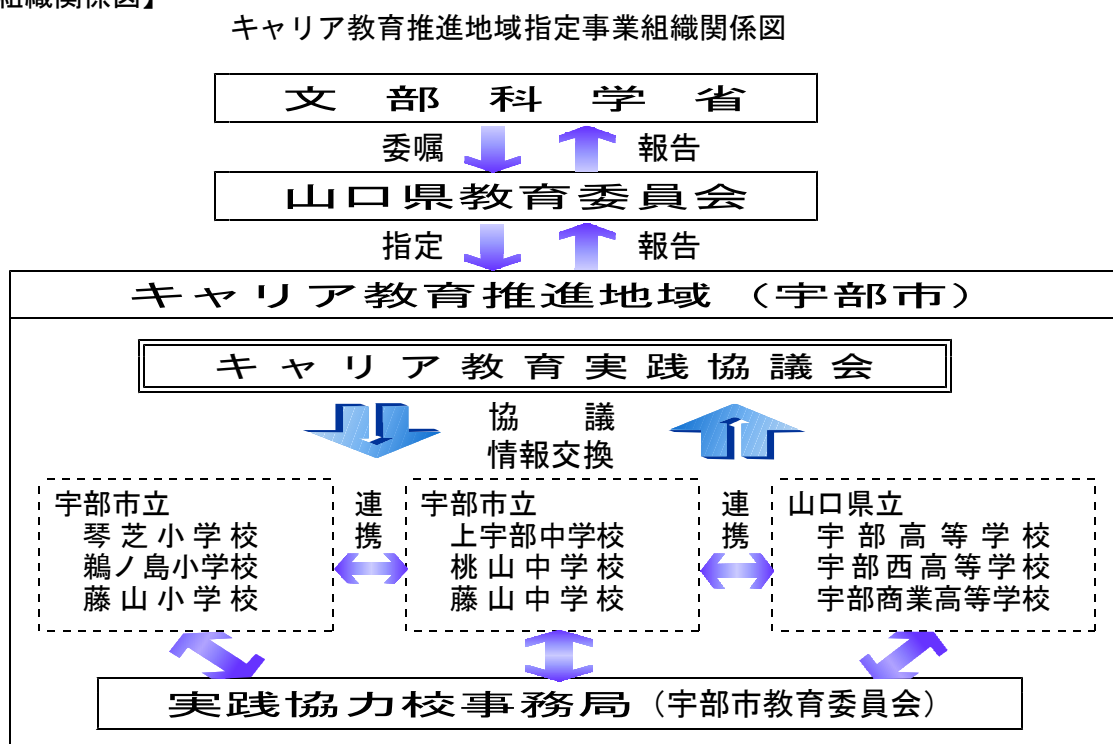 組織関係図】
キャリア教育推進地域指定事業組織関係図
文部科学省
委嘱 報告
山口県教育委員会
指定 報告
キャリア教育推進地域（宇部市）
キャリア教育実践協議会
協議
情報交換
宇部市立
琴芝小学校
鵜ノ島小学校
藤山小学校
連携
宇部市立
上宇部中学校
桃山中学校
藤山中学校
連携
山口県立
宇部高等学校
宇部西高等学校
宇部商業高等学校
実践協力校事務局（宇部市教育委員会）